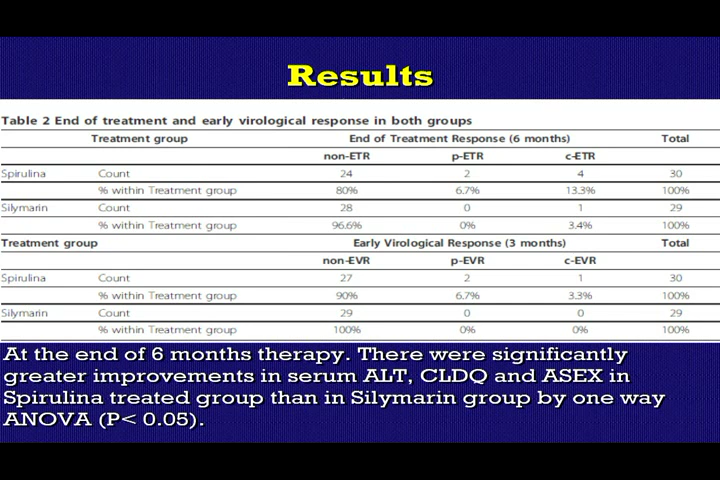 Results
Table 2 End of treatment and early virological response in both groups
Treatment group End of Treatment Response (6 months) Total
non-ETR p-ETR c-ETR
Spirulina Count 24 2 4 30
% within Treatment group 80% 6.7% 13.3% 100%
Silymarin Count 28 0 1 29
% within Treatment group 96.6% 0% 3.4% 100%
Treatment group Early Virological Response (3 months) Total
non-EVR p-EVR c-EVR
Spirulina Count 27 2 1 30
% within Treatment group 90% 6.7% 3.3% 100%
Silymarin Count 29 0 0 29
% within Treatment group 100% 0% 0% 100%
At the end of 6 months therapy. There were significantly
greater improvements in serum ALT, CLDQ and ASEX in
Spirulina treated group than in Silymarin group by one way
ANOVA (P< 0.05).